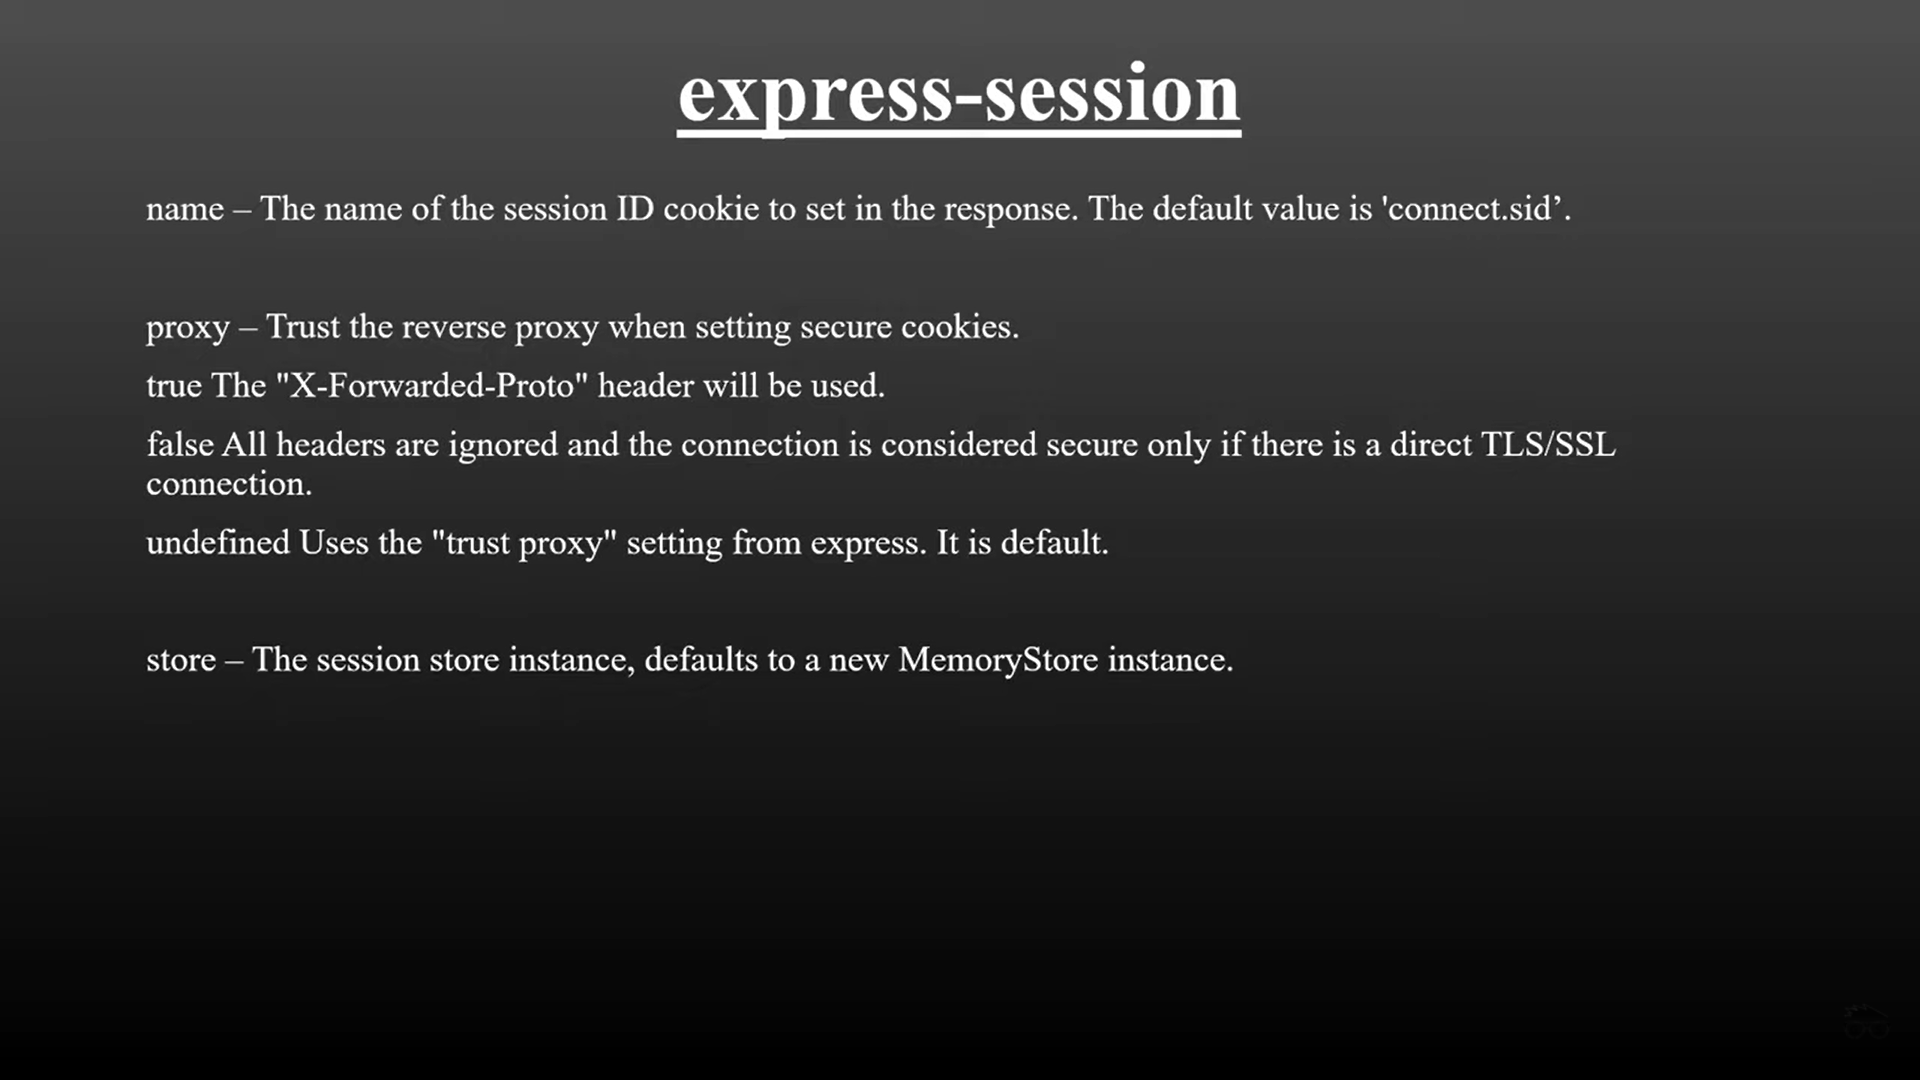 express-session
name – The name of the session ID cookie to set in the response. The default value is 'connect.sid’.
proxy – Trust the reverse proxy when setting secure cookies.
true The "X-Forwarded-Proto" header will be used.
false All headers are ignored and the connection is considered secure only if there is a direct TLS/SSL
connection.
undefined Uses the "trust proxy" setting from express. It is default.
store – The session store instance, defaults to a new MemoryStore instance.